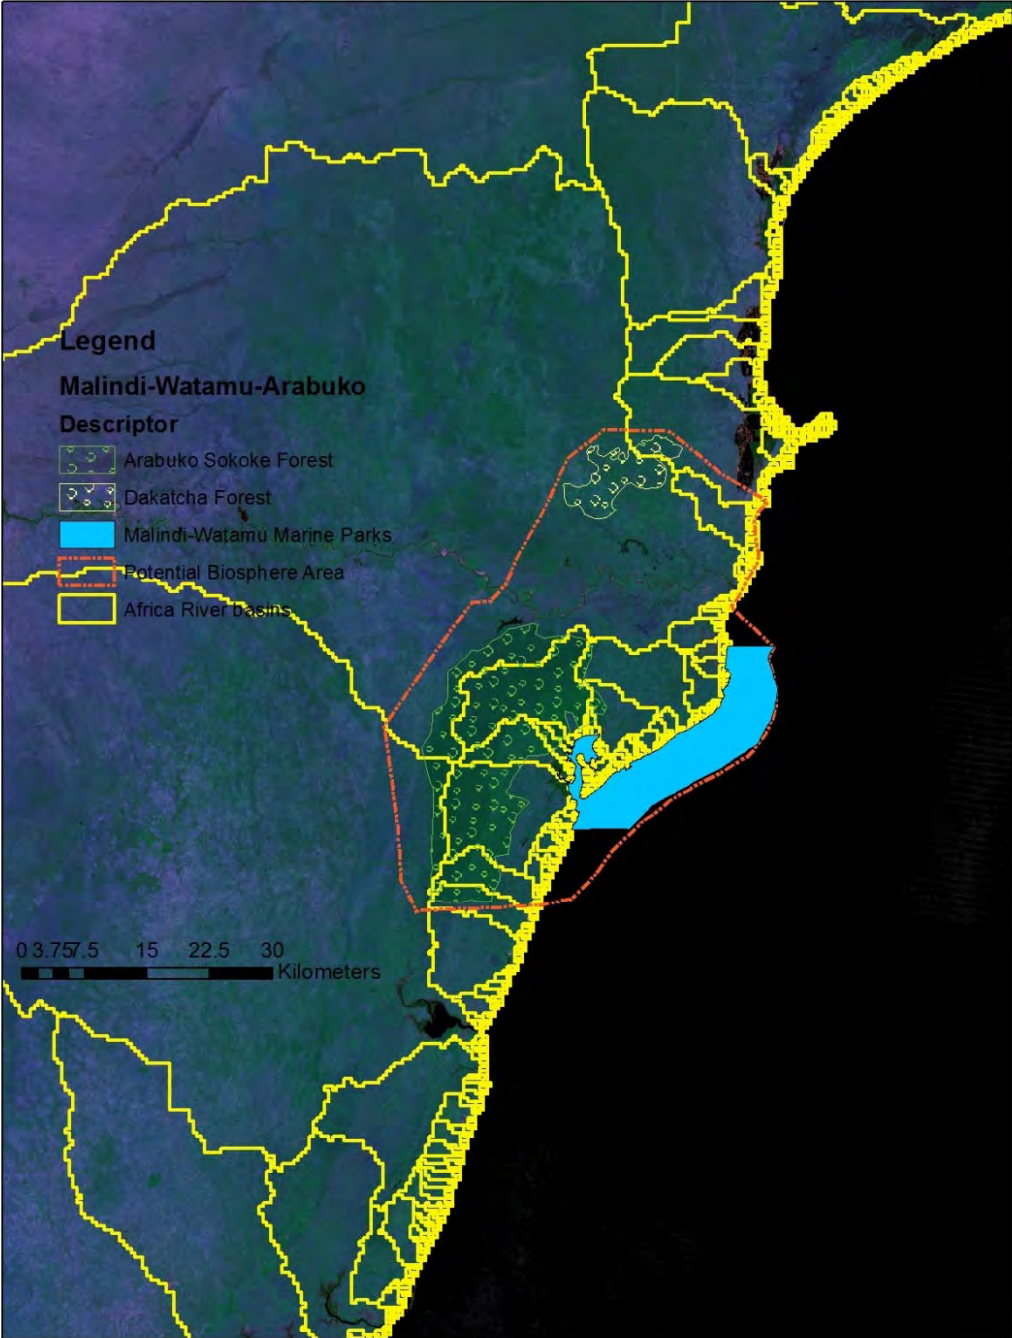 Legend
Malindi-Watamu-Arabuko
Descriptor
Arabuko Sokoke Forest
Dakatcha Forest
Malindi-Watamu Marine Parks
Potential Biosphere Area
Africa River basins
0 3.75 7.5 15 22.5 30
Kilometers